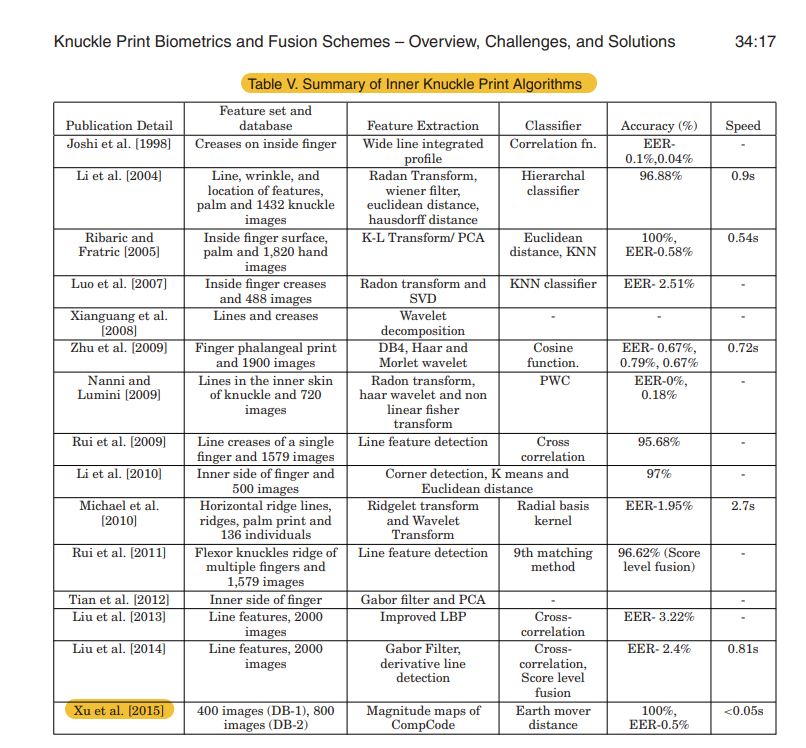 Knuckle Print Biometrics and Fusion Schemes – Overview, Challenges, and Solutions 34:17
Table V. Summary of Inner Knuckle Print Algorithms
Feature set and
Publication Detail database Feature Extraction Classifier Accuracy (%) Speed
Joshi et al. [1998] Creases on inside finger Wide line integrated Correlation fn. EER- -
profile 0.1%,0.04%
Li et al. [2004] Line, wrinkle, and Radan Transform, Hierarchal 96.88% 0.9s
location of features, wiener filter, classifier
palm and 1432 knuckle euclidean distance,
images hausdorff distance
Ribaric and Inside finger surface, K-L Transform/ PCA Euclidean 100%, 0.54s
Fratric [2005] palm and 1,820 hand distance, KNN EER-0.58%
images
Luo et al. [2007] Inside finger creases Radon transform and KNN classifier EER- 2.51% -
and 488 images SVD
Xianguang et al. Lines and creases Wavelet - - -
[2008] decomposition
Zhu et al. [2009] Finger phalangeal print DB4, Haar and Cosine EER- 0.67%, 0.72s
and 1900 images Morlet wavelet function. 0.79%, 0.67%
Nanni and Lines in the inner skin Radon transform, PWC EER-0%, -
Lumini [2009] of knuckle and 720 haar wavelet and non 0.18%
images linear fisher
transform
Rui et al. [2009] Line creases of a single Line feature detection Cross 95.68% -
finger and 1579 images correlation
Li et al. [2010] Inner side of finger and Corner detection, K means and 97% -
500 images Euclidean distance
Michael et al. Horizontal ridge lines, Ridgelet transform Radial basis EER-1.95% 2.7s
[2010] ridges, palm print and and Wavelet kernel
136 individuals Transform
Rui et al. [2011] Flexor knuckles ridge of Line feature detection 9th matching 96.62% (Score -
multiple fingers and method level fusion)
1,579 images
Tian et al. [2012] Inner side of finger Gabor filter and PCA - - -
Liu et al. [2013] Line features, 2000 Improved LBP Cross- EER- 3.22% -
images correlation
Liu et al. [2014] Line features, 2000 Gabor Filter, Cross- EER- 2.4% 0.81s
images derivative line correlation,
detection Score level
fusion
Xu et al. [2015] 400 images (DB-1), 800 Magnitude maps of Earth mover 100%, <0.05s
images (DB-2) CompCode distance EER-0.5%